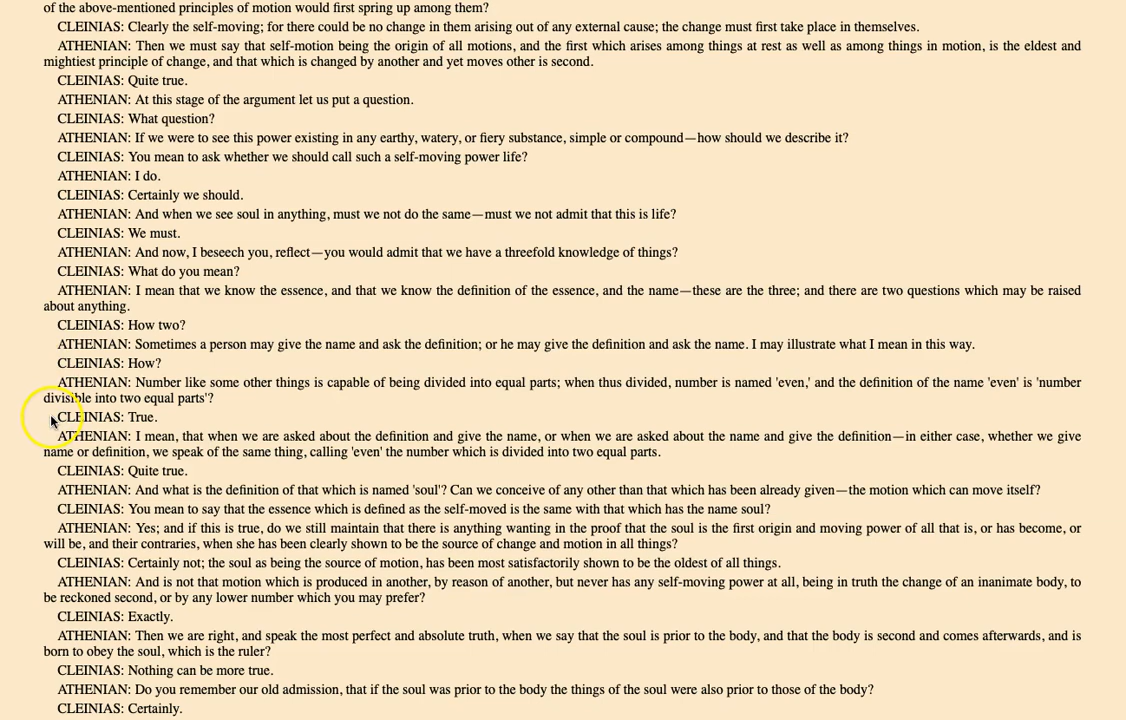 of the above-mentioned principles of motion would first spring up among them?
CLEINIAS: Clearly the self-moving; for there could be no change in them arising out of any external cause; the change must first take place in themselves.
ATHENIAN: Then we must say that self-motion being the origin of all motions, and the first which arises among things at rest as well as among things in motion, is the eldest and
mightiest principle of change, and that which is changed by another and yet moves other is second.
CLEINIAS: Quite true.
ATHENIAN: At this stage of the argument let us put a question.
CLEINIAS: What question?
ATHENIAN: If we were to see this power existing in any earthy, watery, or fiery substance, simple or compound—how should we describe it?
CLEINIAS: You mean to ask whether we should call such a self-moving power life?
ATHENIAN: I do.
CLEINIAS: Certainly we should.
ATHENIAN: And when we see soul in anything, must we not do the same—must we not admit that this is life?
CLEINIAS: We must.
ATHENIAN: And now, I beseech you, reflect—you would admit that we have a threefold knowledge of things?
CLEINIAS: What do you mean?
ATHENIAN: I mean that we know the essence, and that we know the definition of the essence, and the name—these are the three; and there are two questions which may be raised
about anything.
CLEINIAS: How two?
ATHENIAN: Sometimes a person may give the name and ask the definition; or he may give the definition and ask the name. I may illustrate what I mean in this way.
CLEINIAS: How?
ATHENIAN: Number like some other things is capable of being divided into equal parts; when thus divided, number is named 'even,' and the definition of the name 'even' is 'number
divisible into two equal parts'?
CLEINIAS: True.
ATHENIAN: I mean, that when we are asked about the definition and give the name, or when we are asked about the name and give the definition—in either case, whether we give
name or definition, we speak of the same thing, calling 'even' the number which is divided into two equal parts.
CLEINIAS: Quite true.
ATHENIAN: And what is the definition of that which is named 'soul'? Can we conceive of any other than that which has been already given—the motion which can move itself?
CLEINIAS: You mean to say that the essence which is defined as the self-moved is the same with that which has the name soul?
ATHENIAN: Yes; and if this is true, do we still maintain that there is anything wanting in the proof that the soul is the first origin and moving power of all that is, or has become, or
will be, and their contraries, when she has been clearly shown to be the source of change and motion in all things?
CLEINIAS: Certainly not; the soul as being the source of motion, has been most satisfactorily shown to be the oldest of all things.
ATHENIAN: And is not that motion which is produced in another, by reason of another, but never has any self-moving power at all, being in truth the change of an inanimate body, to
be reckoned second, or by any lower number which you may prefer?
CLEINIAS: Exactly.
ATHENIAN: Then we are right, and speak the most perfect and absolute truth, when we say that the soul is prior to the body, and that the body is second and comes afterwards, and is
born to obey the soul, which is the ruler?
CLEINIAS: Nothing can be more true.
ATHENIAN: Do you remember our old admission, that if the soul was prior to the body the things of the soul were also prior to those of the body?
CLEINIAS: Certainly.